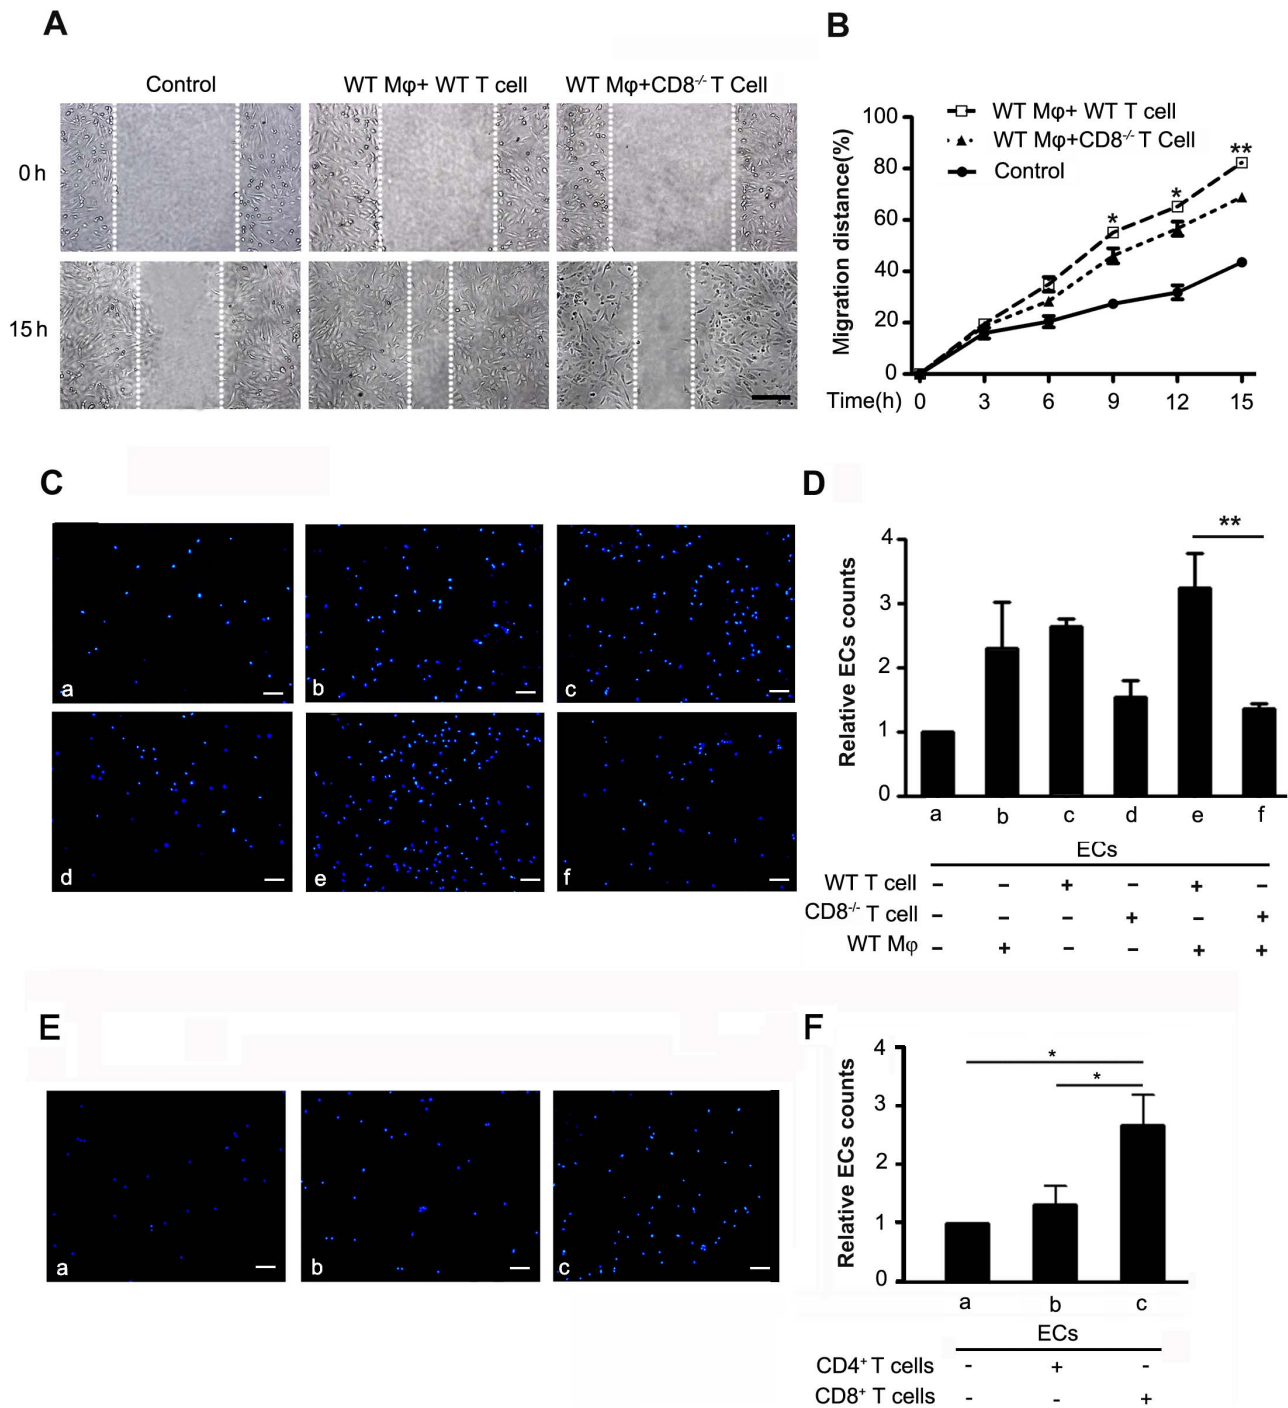 A
Control
WT Mφ+ WT T cell
WT Mφ+CD8-/- T Cell
0 h
15 h
B
WT Mφ+ WT T cell
WT Mφ+CD8-/- T Cell
Control
Migration distance(%)
100
80
60
40
20
0
*
*
**
Time(h) 0 3 6 9 12 15
C
a
b
c
d
e
f
D
**
Relative ECs counts
4
3
2
1
0
a b c d e f
ECs
WT T cell - - + - + -
CD8-/- T cell - - - + - +
WT Mφ - + - - + +
E
a
b
c
F
*
*
Relative ECs counts
4
3
2
1
0
a b c
ECs
CD4+ T cells - + -
CD8+ T cells - - +